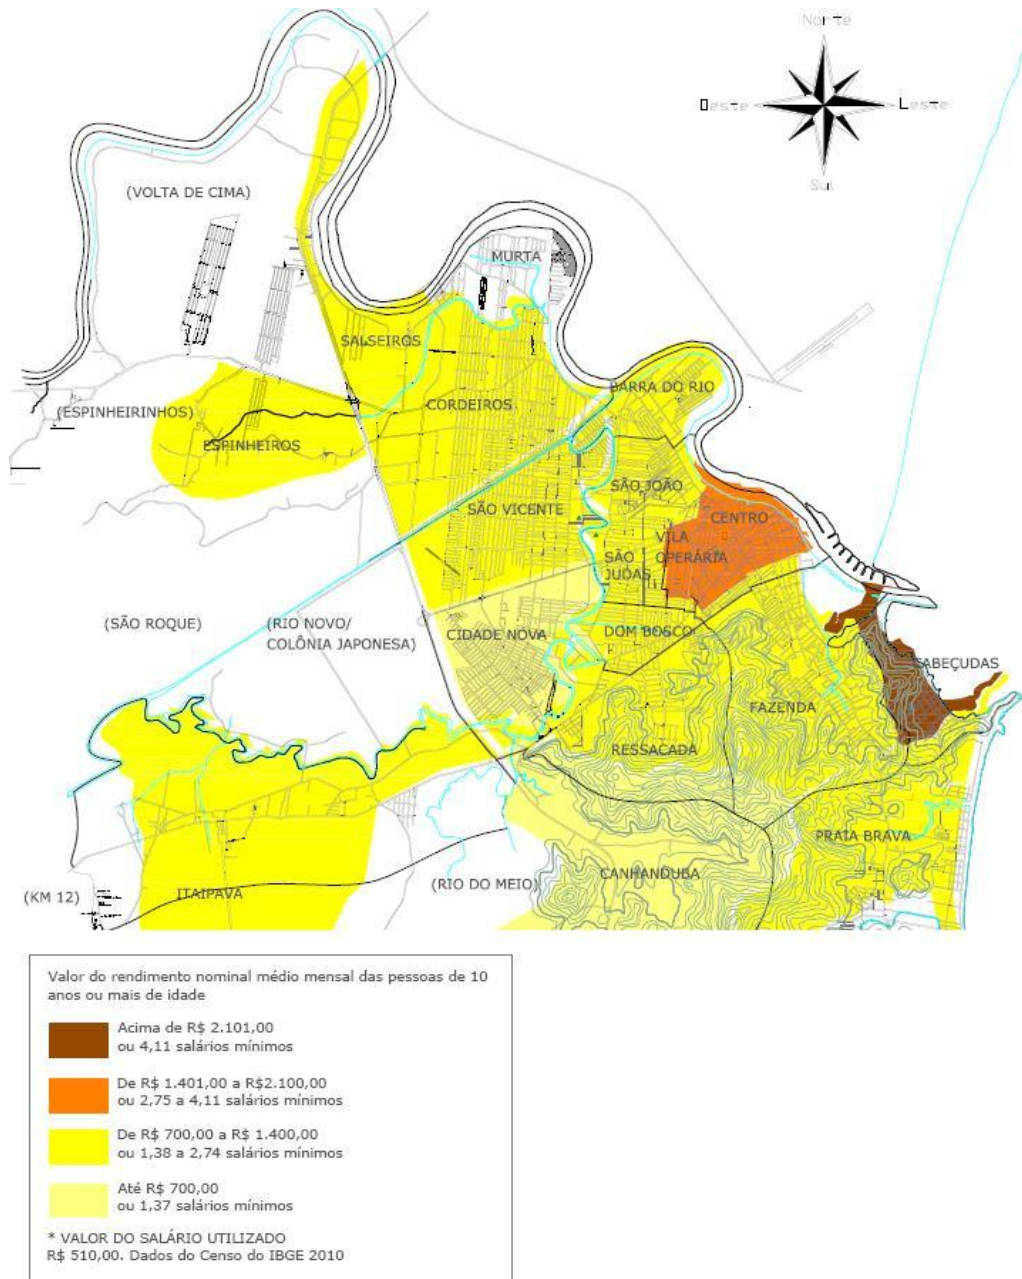 Norte
Oeste
Leste
Sul
(VOLTA DE CIMA)
MURTA
SALSEIROS
BARRA DO RIO
(ESPINHEIRINHOS)
CORDEIROS
ESPINHEIROS
SÃO JOÃO
SÃO VICENTE
CENTRO
VILA
OPERÁRIA
SÃO
JUDAS
(SÃO ROQUE)
(RIO NOVO/
COLÔNIA JAPONESA)
CIDADE NOVA
DOM BOSCO
CABEÇUDAS
FAZENDA
RESSACADA
PRAIA BRAVA
CANHANDUBA
(RIO DO MEIO)
ITAIPAVA
(KM 12)
Valor do rendimento nominal médio mensal das pessoas de 10
anos ou mais de idade
Acima de R$ 2.101,00
ou 4,11 salários mínimos
De R$ 1.401,00 a R$2.100,00
ou 2,75 a 4,11 salários mínimos
De R$ 700,00 a R$ 1.400,00
ou 1,38 a 2,74 salários mínimos
Até R$ 700,00
ou 1,37 salários mínimos
* VALOR DO SALÁRIO UTILIZADO
R$ 510,00. Dados do Censo do IBGE 2010